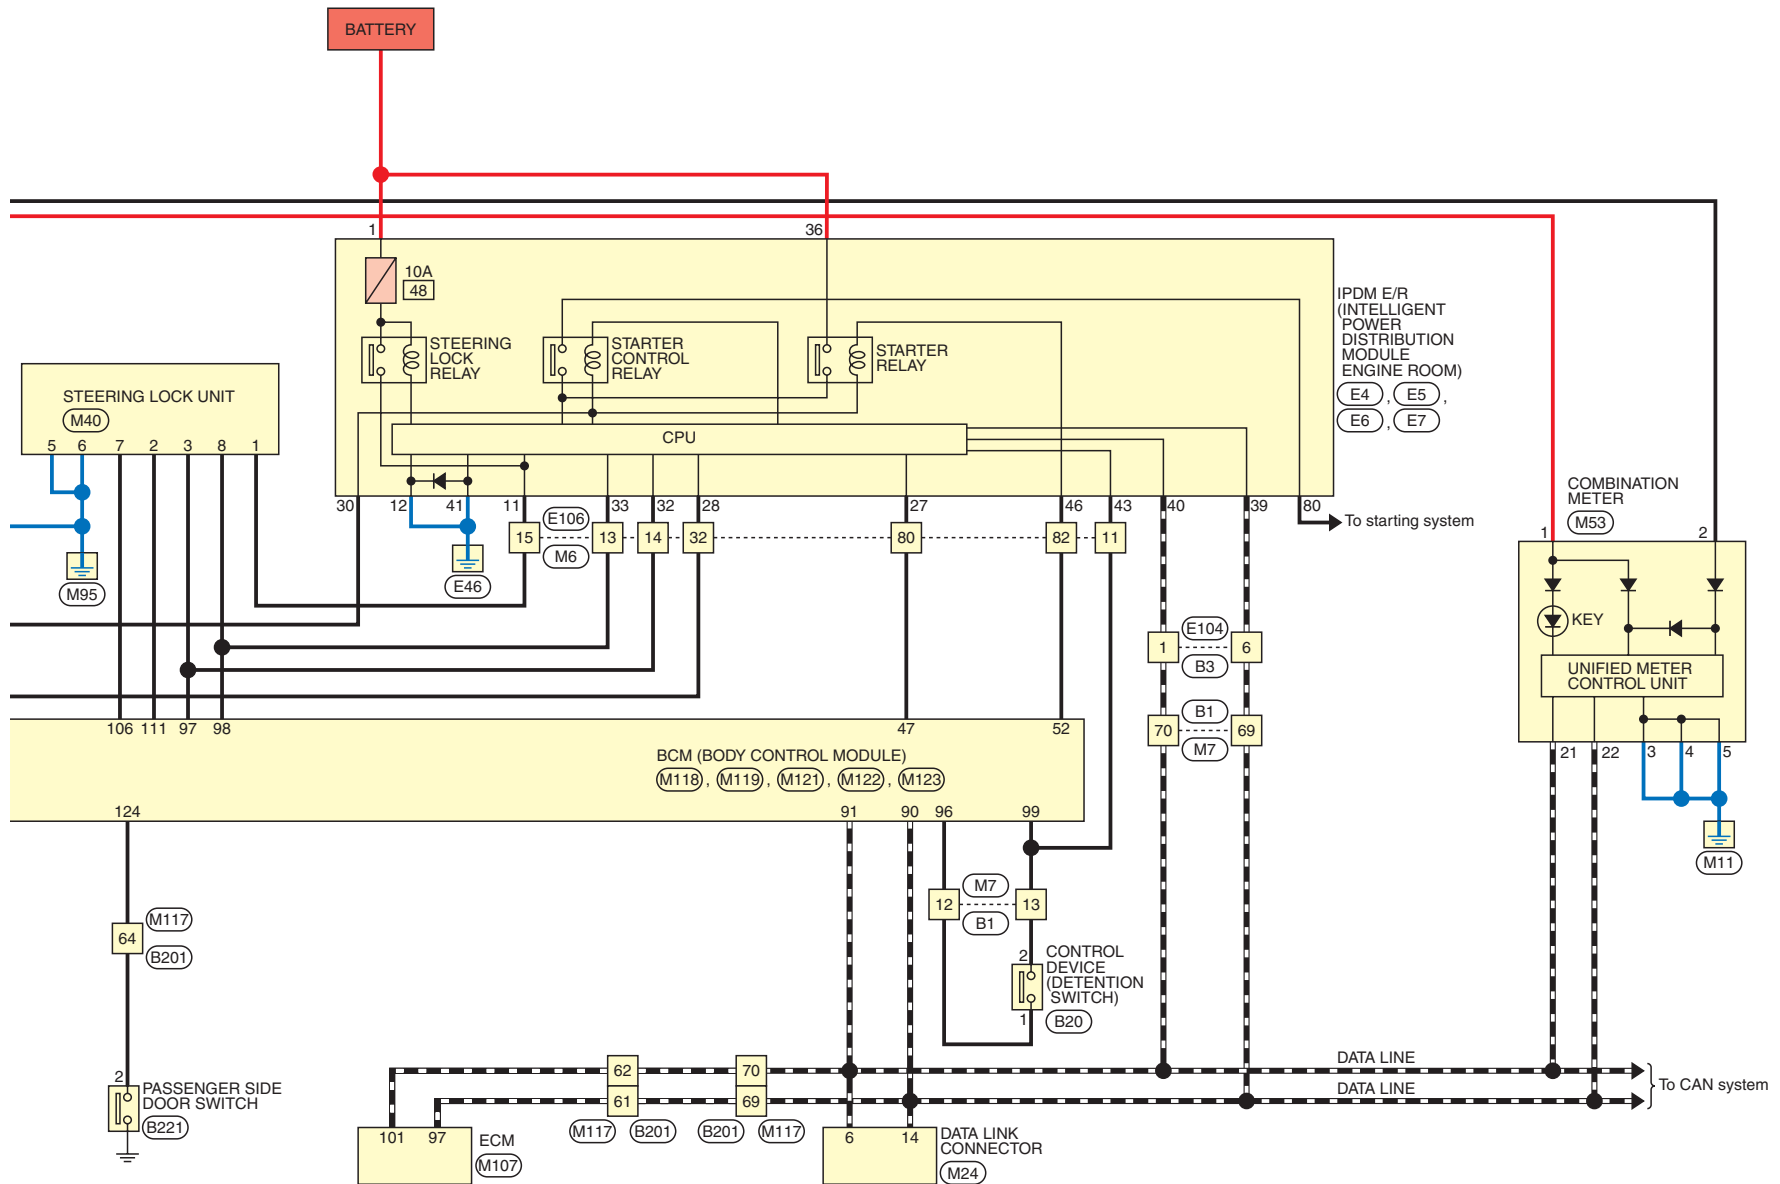 BATTERY
1
36
10A
48
STEERING
LOCK
RELAY
STARTER
CONTROL
RELAY
STARTER
RELAY
IPDM E/R
(INTELLIGENT
POWER
DISTRIBUTION
MODULE
ENGINE ROOM)
E4 , E5 ,
E6 , E7
CPU
STEERING LOCK UNIT
M40
5 6 7 2 3 8 1
30 12 41 11 33 32 28 27 46 43 40 39 80
To starting system
15 E106 13 14 32 80 82 11
M6
E46
M95
COMBINATION
METER
M53
1 2
KEY
UNIFIED METER
CONTROL UNIT
21 22 3 4 5
M11
E104
1 6
B3
B1
70 69
M7
106 111 97 98 47 52
BCM (BODY CONTROL MODULE)
M118 , M119 , M121 , M122 , M123
124 91 90 96 99
M7
12 13
B1
M117
64
B201
2
CONTROL
DEVICE
(DETENTION
SWITCH)
1
B20
2
PASSENGER SIDE
DOOR SWITCH
B221
62 70
DATA LINE
61 69
DATA LINE
To CAN system
M117 B201 B201 M117
101 97
ECM
M107
6 14
DATA LINK
CONNECTOR
M24